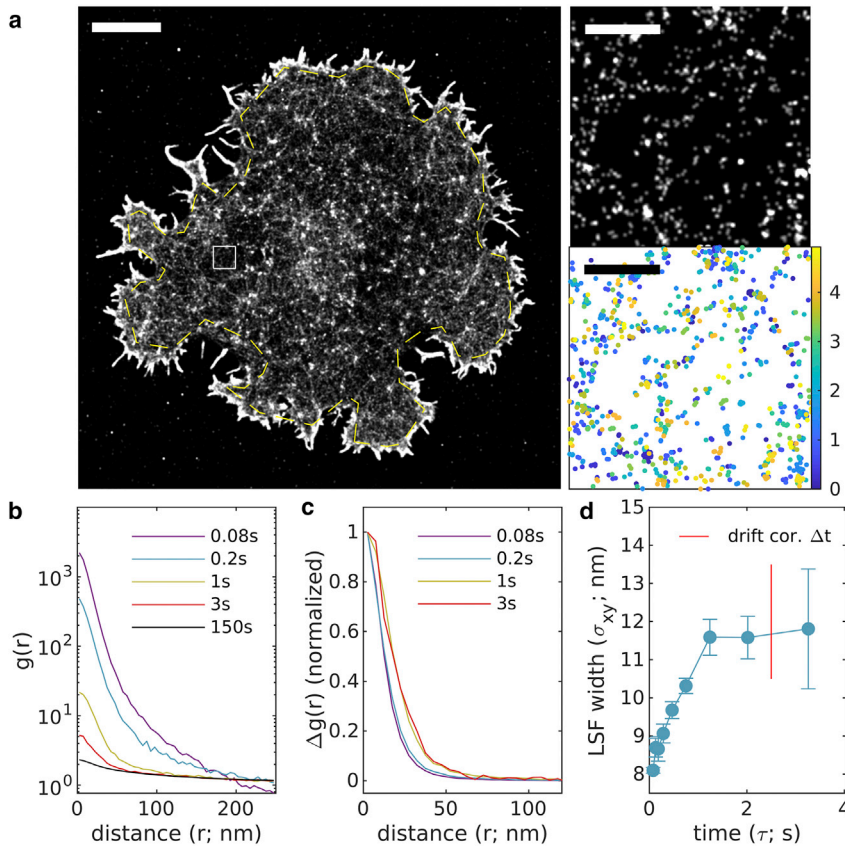 a
4
3
2
1
0
b
c
d
g(r)
10³
10²
10¹
10⁰
0.08s
0.2s
1s
3s
150s
0 100 200
distance (r; nm)
Δg(r) (normalized)
1
0.8
0.6
0.4
0.2
0
0.08s
0.2s
1s
3s
0 50 100
distance (r; nm)
LSF width (σxy; nm)
15
14
13
12
11
10
9
8
7
drift cor. Δt
0 2 4
time (τ; s)